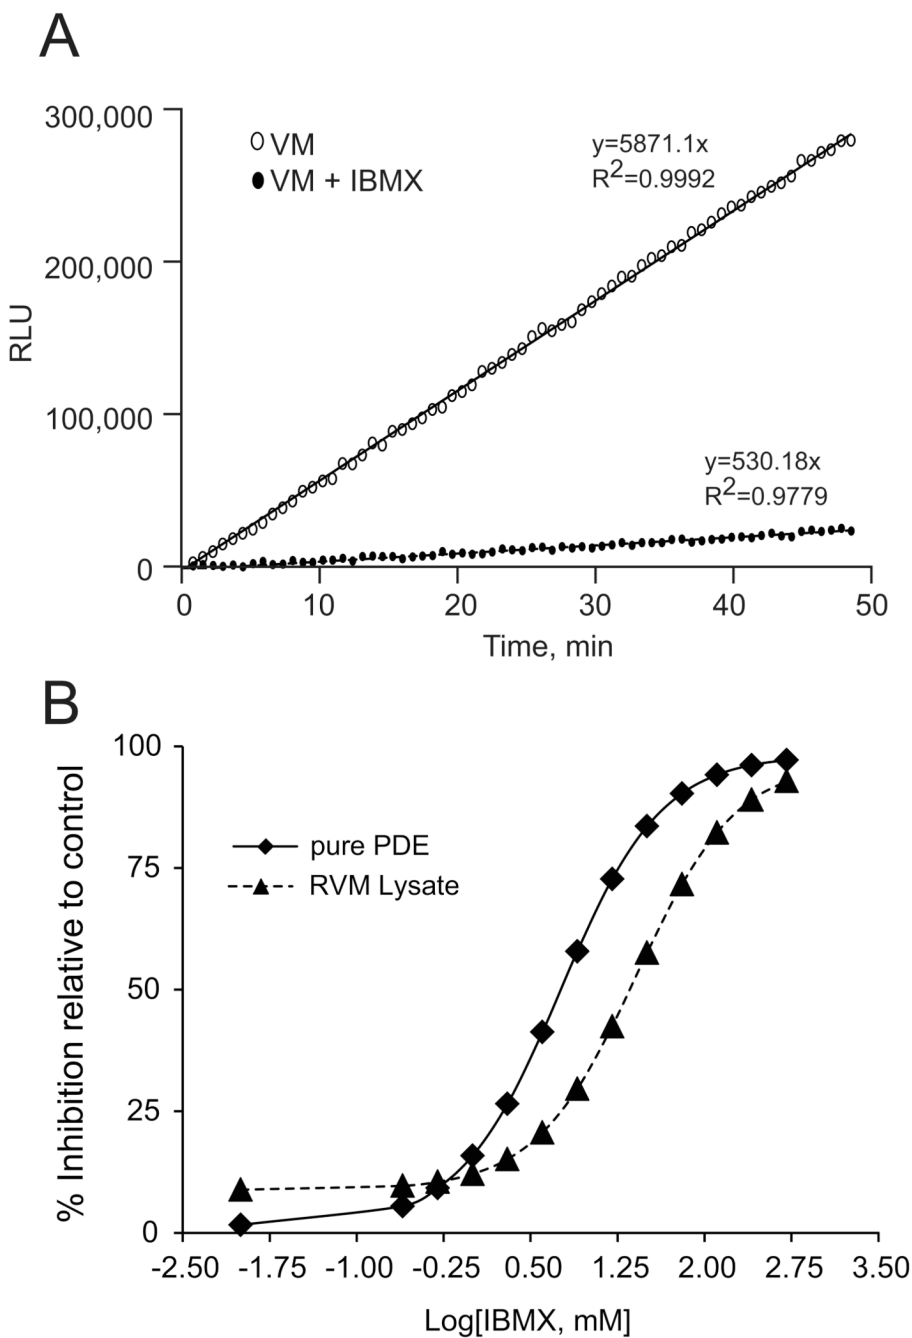 A
300,000
VM
VM + IBMX
y=5871.1x
R2=0.9992
200,000
RLU
100,000
y=530.18x
R2=0.9779
0
0 10 20 30 40 50
Time, min
B
100
% Inhibition relative to control
pure PDE
75
RVM Lysate
50
25
0
-2.50 -1.75 -1.00 -0.25 0.50 1.25 2.00 2.75 3.50
Log[IBMX, mM]